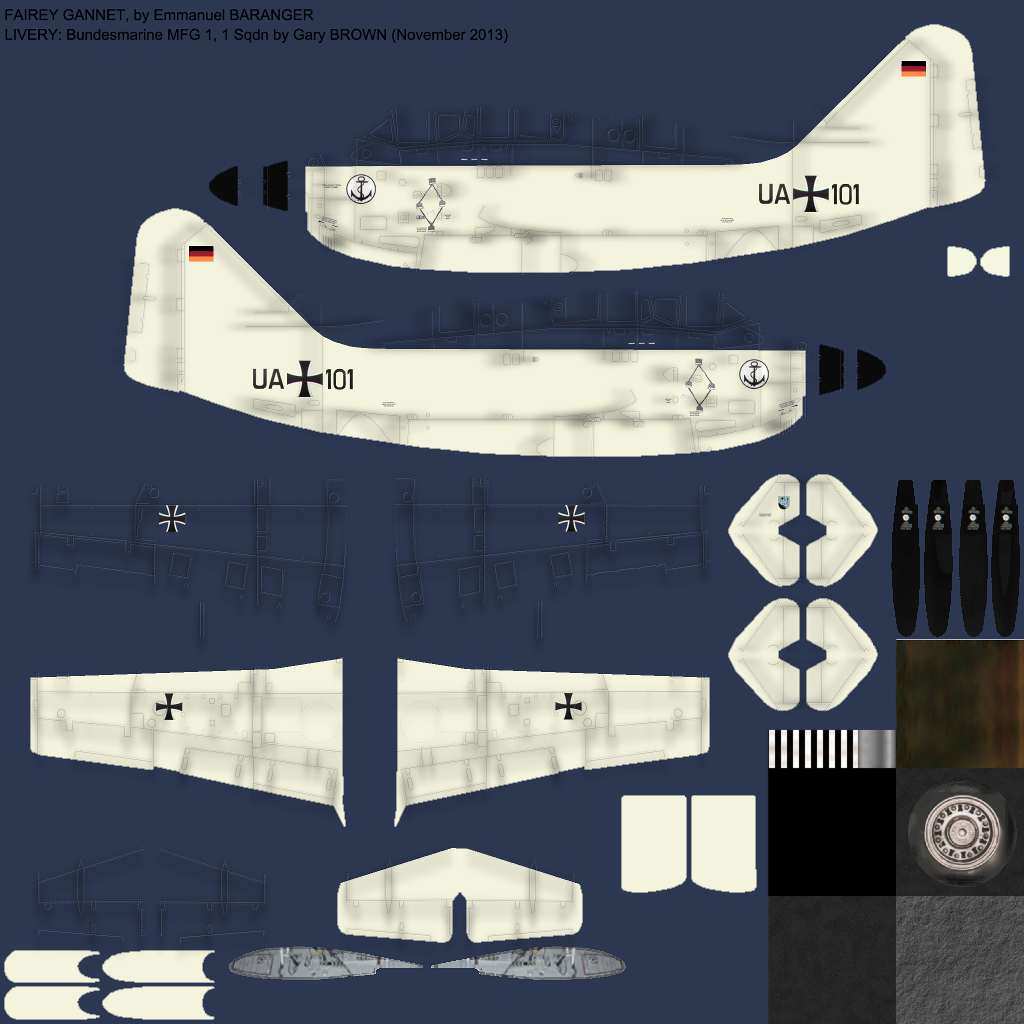 FAIREY GANNET, by Emmanuel BARANGER
LIVERY: Bundesmarine MFG 1, 1 Sqdn by Gary BROWN (November 2013)
UA 101
UA 101